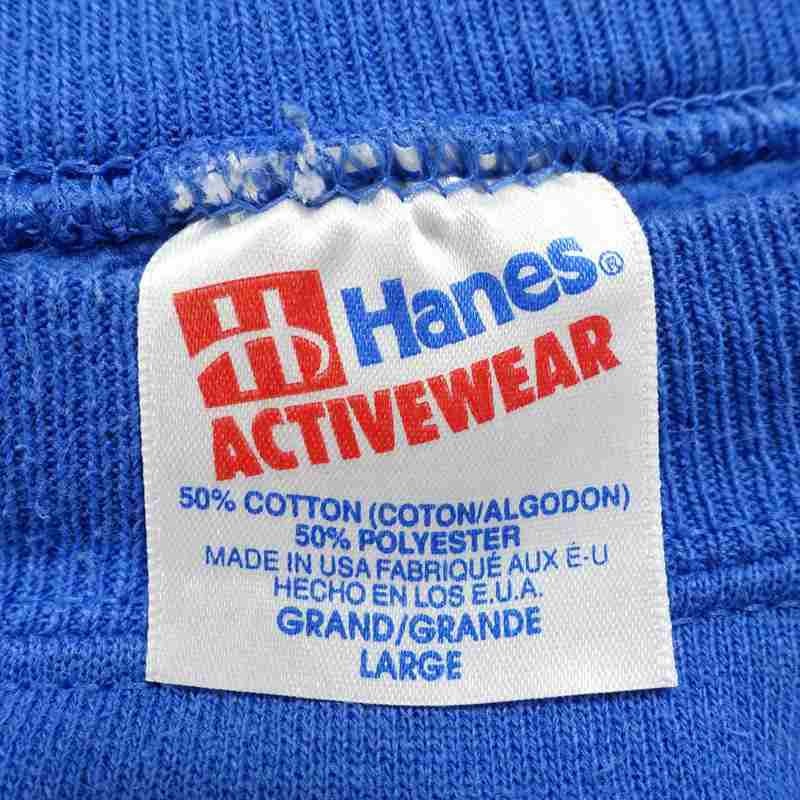 H Hanes®
ACTIVEWEAR
50% COTTON (COTON/ALGODON)
50% POLYESTER
MADE IN USA FABRIQUÉ AUX É-U
HECHO EN LOS E.U.A.
GRAND/GRANDE
LARGE